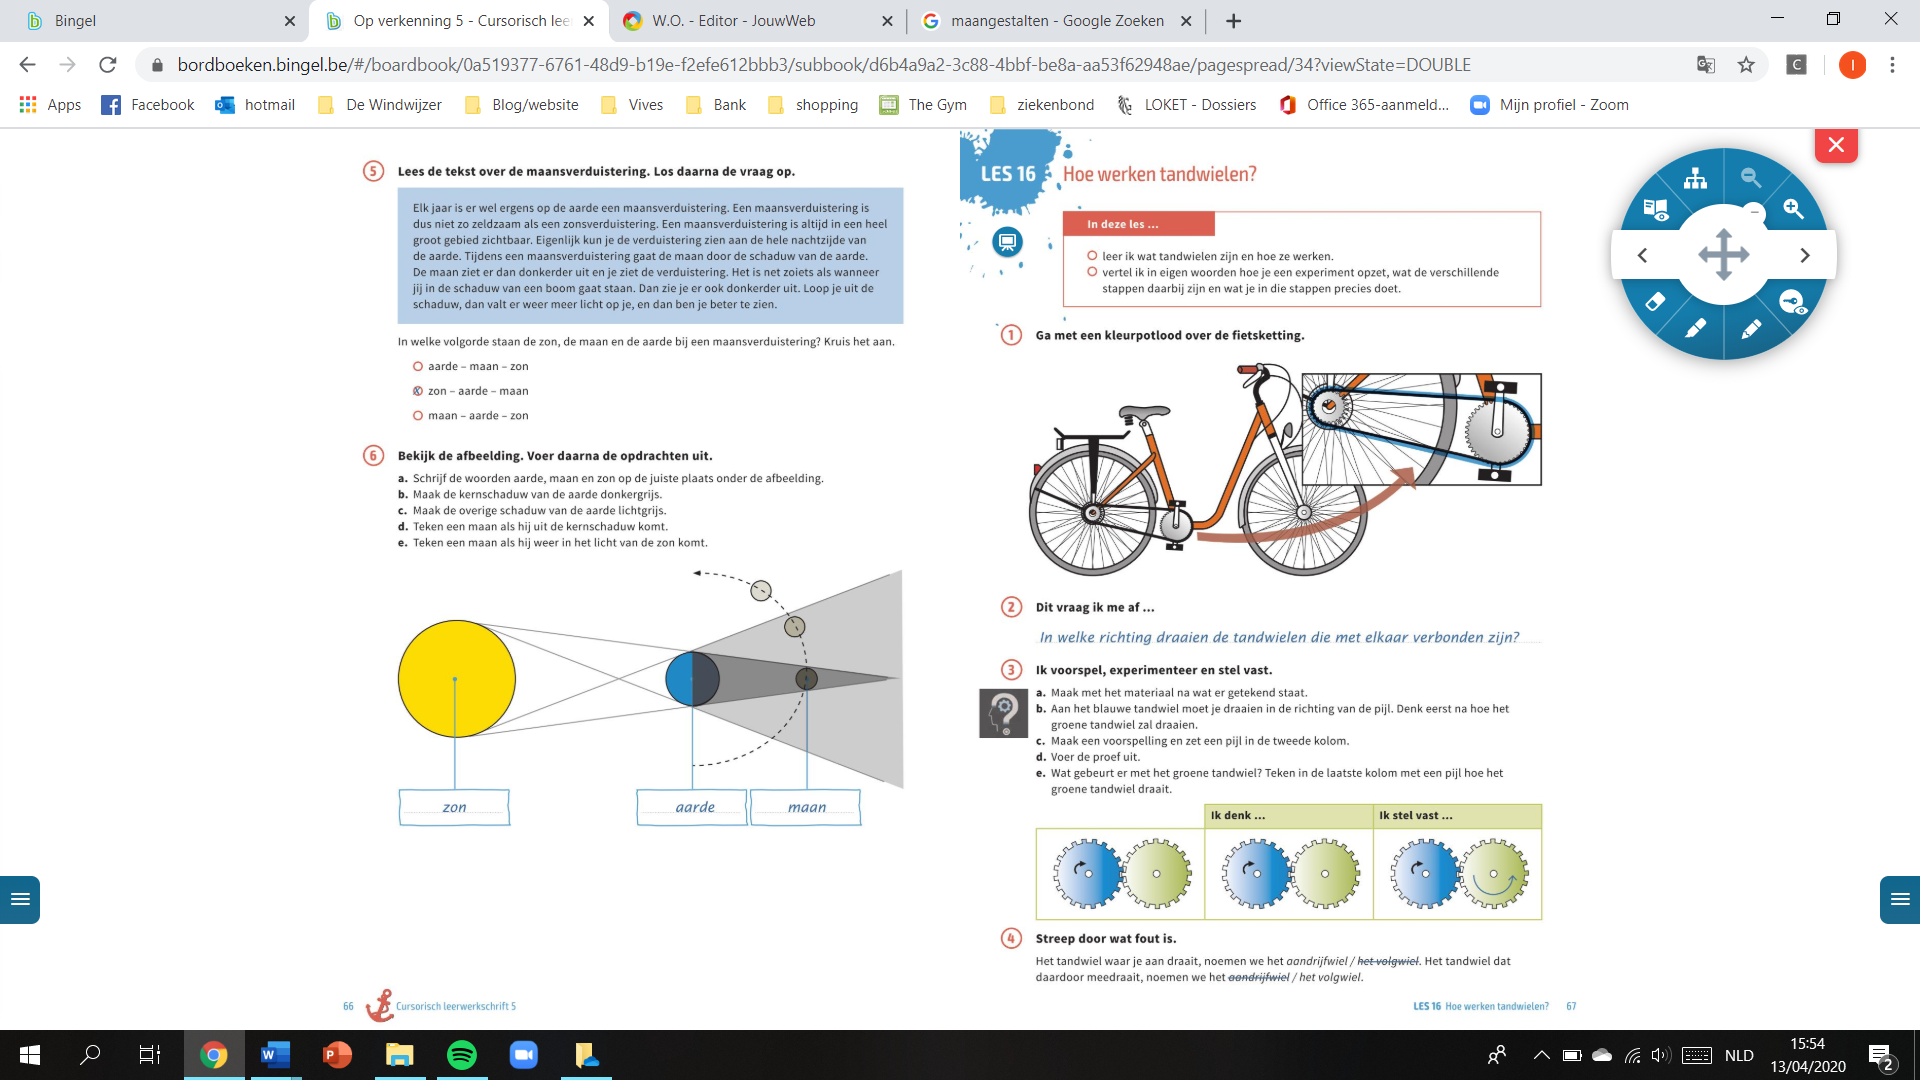 Bingel
Op verkenning 5 - Cursorisch lee
W.O. - Editor - JouwWeb
maangestalten - Google Zoeken
bordboeken.bingel.be/#/boardbook/0a519377-6761-48d9-b19e-f2efe612bbb3/subbook/d6b4a9a2-3c88-4bbf-be8a-aa53f62948ae/pagespread/34?viewState=DOUBLE
C
I
Apps
Facebook
hotmail
De Windwijzer
Blog/website
Vives
Bank
shopping
The Gym
ziekenbond
LOKET - Dossiers
Office 365-aanmeld...
Mijn profiel - Zoom
5 Lees de tekst over de maansverduistering. Los daarna de vraag op.
Elk jaar is er wel ergens op de aarde een maansverduistering. Een maansverduistering is
dus niet zo zeldzaam als een zonsverduistering. Een maansverduistering is altijd in een heel
groot gebied zichtbaar. Eigenlijk kun je de verduistering zien aan de hele nachtzijde van
de aarde. Tijdens een maansverduistering gaat de maan door de schaduw van de aarde.
De maan ziet er dan donkerder uit en je ziet de verduistering. Het is net zoiets als wanneer
jij in de schaduw van een boom gaat staan. Dan zie je er ook donkerder uit. Loop je uit de
schaduw, dan valt er weer meer licht op je, en dan ben je beter te zien.
In welke volgorde staan de zon, de maan en de aarde bij een maansverduistering? Kruis het aan.
aarde – maan – zon
x zon – aarde – maan
maan – aarde – zon
6 Bekijk de afbeelding. Voer daarna de opdrachten uit.
a. Schrijf de woorden aarde, maan en zon op de juiste plaats onder de afbeelding.
b. Maak de kernschaduw van de aarde donkergrijs.
c. Maak de overige schaduw van de aarde lichtgrijs.
d. Teken een maan als hij uit de kernschaduw komt.
e. Teken een maan als hij weer in het licht van de zon komt.
zon
aarde
maan
66 Cursorisch leerwerkschrift 5
LES 16 Hoe werken tandwielen?
In deze les ...
leer ik wat tandwielen zijn en hoe ze werken.
vertel ik in eigen woorden hoe je een experiment opzet, wat de verschillende
stappen daarbij zijn en wat je in die stappen precies doet.
1 Ga met een kleurpotlood over de fietsketting.
2 Dit vraag ik me af ...
In welke richting draaien de tandwielen die met elkaar verbonden zijn?
3 Ik voorspel, experimenteer en stel vast.
a. Maak met het materiaal na wat er getekend staat.
b. Aan het blauwe tandwiel moet je draaien in de richting van de pijl. Denk eerst na hoe het
groene tandwiel zal draaien.
c. Maak een voorspelling en zet een pijl in de tweede kolom.
d. Voer de proef uit.
e. Wat gebeurt er met het groene tandwiel? Teken in de laatste kolom met een pijl hoe het
groene tandwiel draait.
Ik denk ...
Ik stel vast ...
4 Streep door wat fout is.
Het tandwiel waar je aan draait, noemen we het aandrijfwiel / het volgwiel. Het tandwiel dat
daardoor meedraait, noemen we het aandrijfwiel / het volgwiel.
LES 16 Hoe werken tandwielen? 67
NLD
15:54
13/04/2020
2